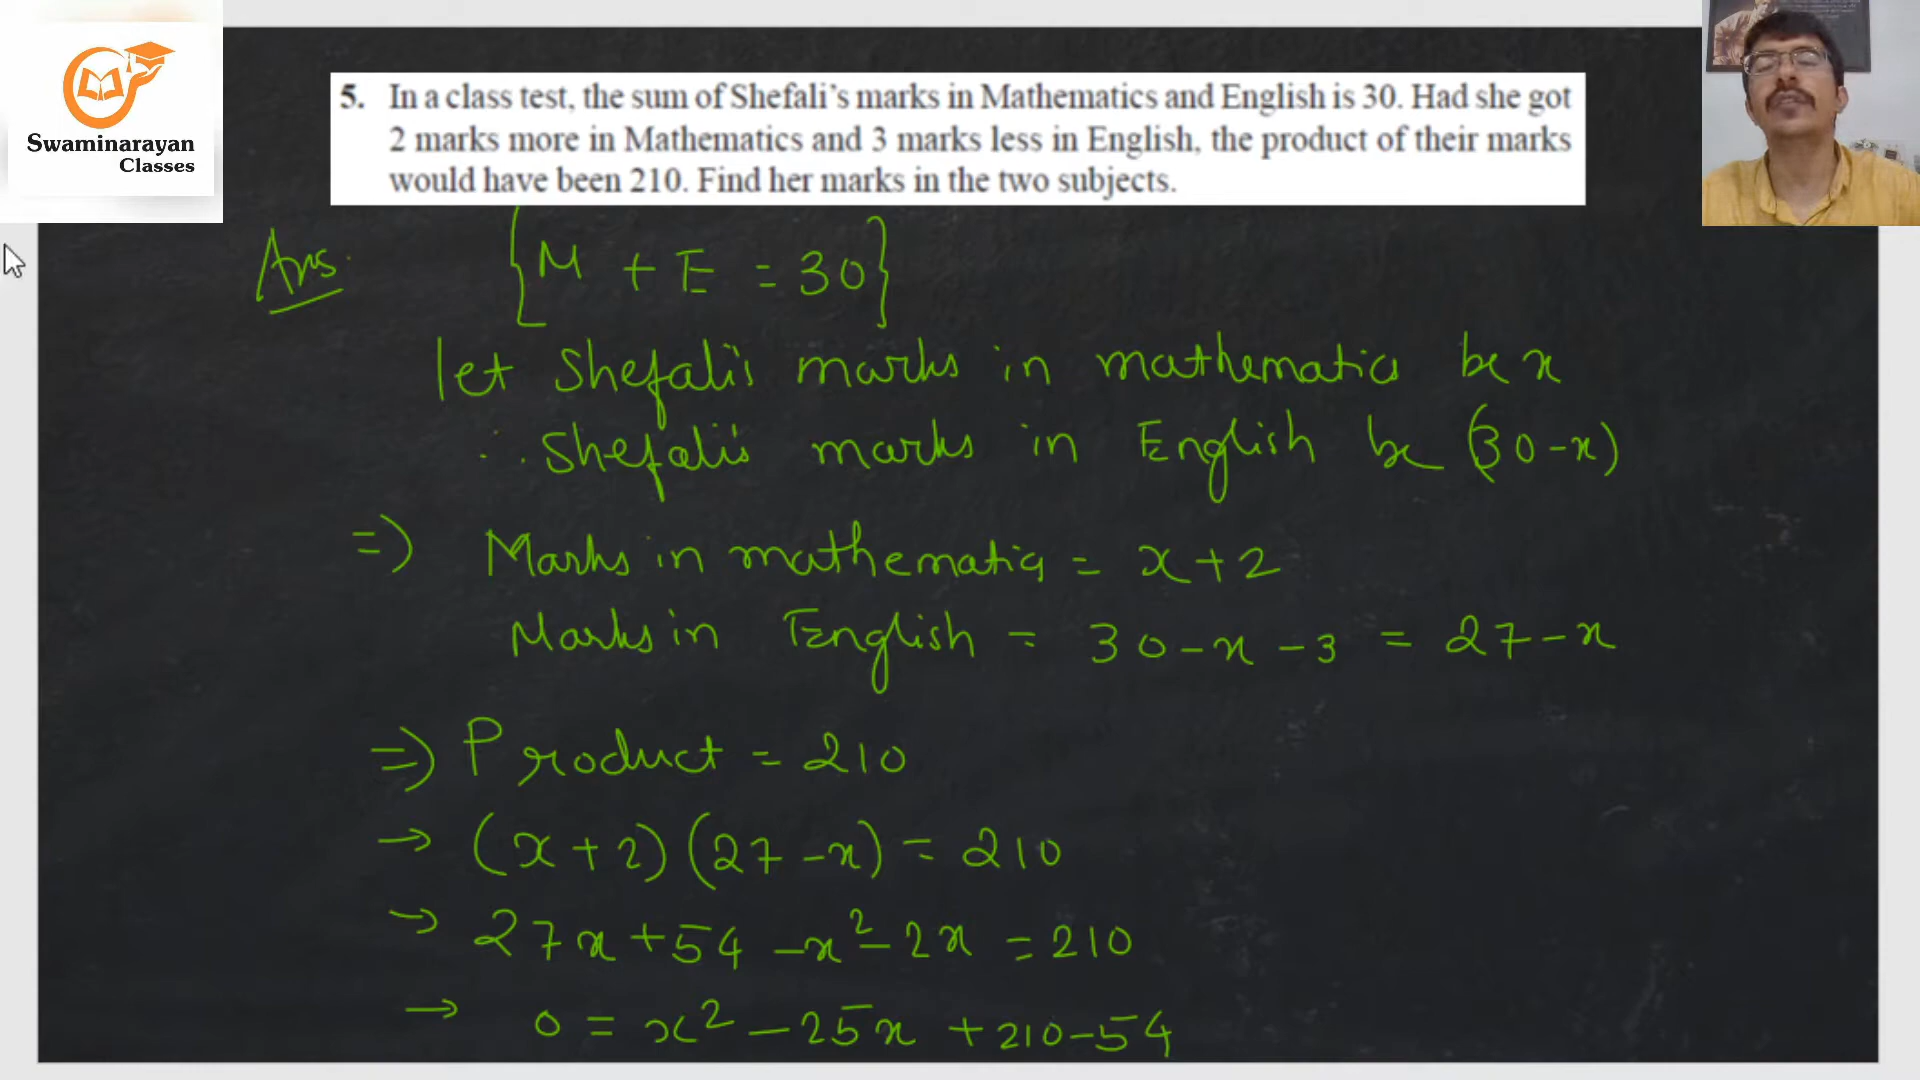 Swaminarayan
Classes
5. In a class test, the sum of Shefali's marks in Mathematics and English is 30. Had she got
2 marks more in Mathematics and 3 marks less in English, the product of their marks
would have been 210. Find her marks in the two subjects.
Ans. {M + E = 30}
let Shefali's marks in mathematics be x
∴ Shefali's marks in English be (30-x)
=) Marks in mathematics = x+2
Marks in English = 30-x-3 = 27-x
=) Product = 210
→ (x+2)(27-x) = 210
→ 27x+54-x²-2x = 210
→ 0 = x²-25x+210-54